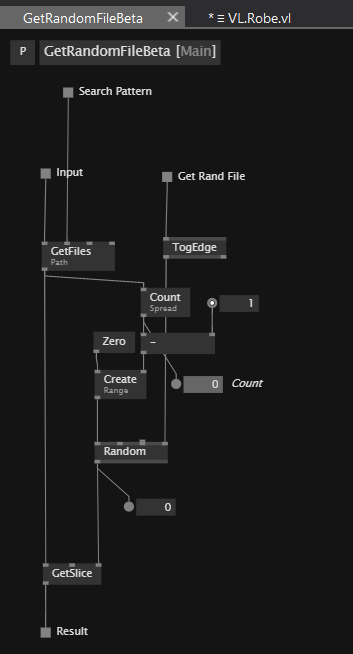 GetRandomFileBeta
* ≡ VL.Robe.vl
P GetRandomFileBeta [Main]
Search Pattern
Input
Get Rand File
GetFiles
Path
TogEdge
Count
Spread
1
Zero
-
Create
Range
0 Count
Random
0
GetSlice
Result